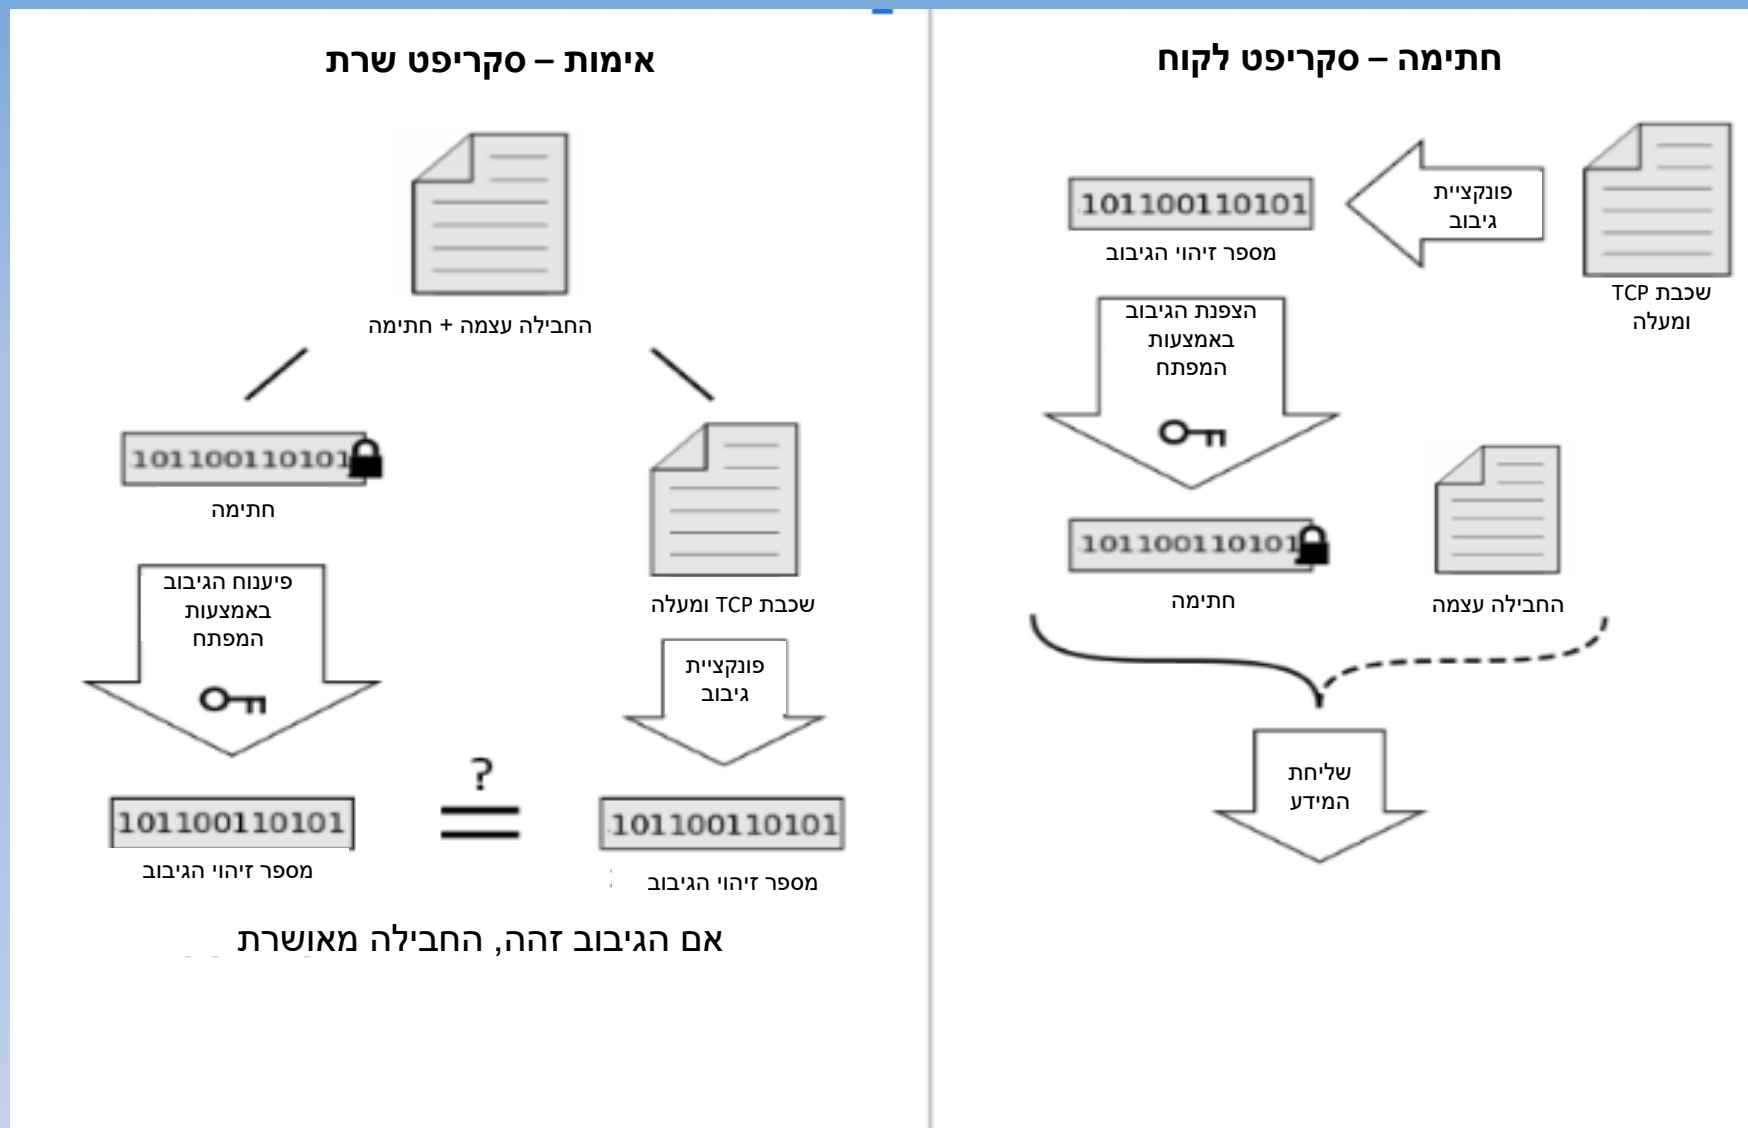 חתימה – סקריפט לקוח
פונקציית
גיבוב
101100110101
מספר זיהוי הגיבוב
שכבת TCP
ומעלה
הצפנת הגיבוב
באמצעות
המפתח
101100110101
חתימה
החבילה עצמה
שליחת
המידע
אימות – סקריפט שרת
החבילה עצמה + חתימה
101100110101
חתימה
שכבת TCP ומעלה
פיענוח הגיבוב
באמצעות
המפתח
פונקציית
גיבוב
?
101100110101
101100110101
מספר זיהוי הגיבוב
מספר זיהוי הגיבוב
אם הגיבוב זהה, החבילה מאושרת